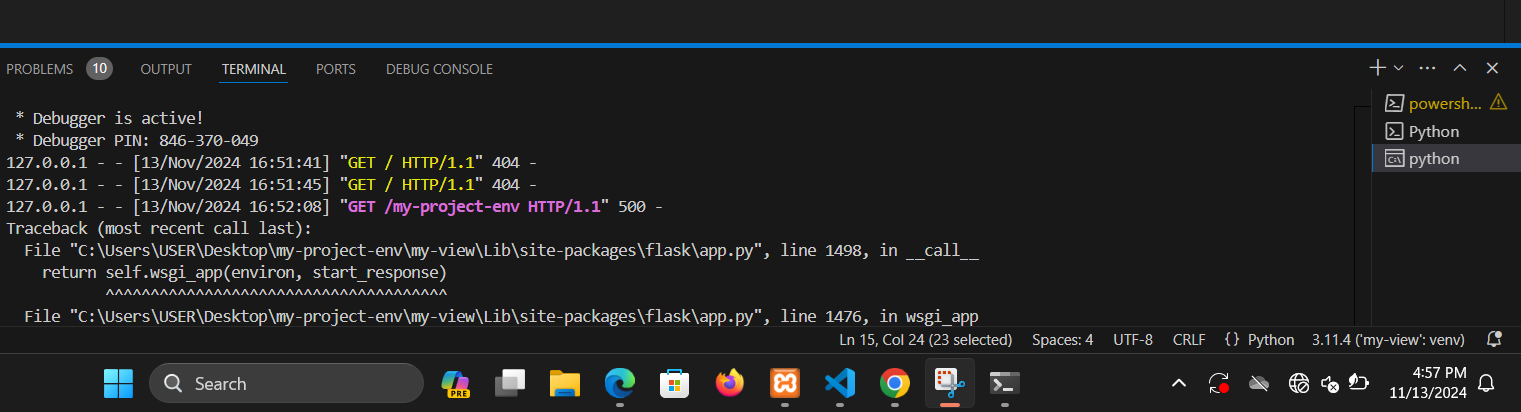 PROBLEMS 10 OUTPUT TERMINAL PORTS DEBUG CONSOLE
* Debugger is active!
* Debugger PIN: 846-370-049
127.0.0.1 - - [13/Nov/2024 16:51:41] "GET / HTTP/1.1" 404 -
127.0.0.1 - - [13/Nov/2024 16:51:45] "GET / HTTP/1.1" 404 -
127.0.0.1 - - [13/Nov/2024 16:52:08] "GET /my-project-env HTTP/1.1" 500 -
Traceback (most recent call last):
  File "C:\Users\USER\Desktop\my-project-env\my-view\Lib\site-packages\flask\app.py", line 1498, in __call__
    return self.wsgi_app(environ, start_response)
           ^^^^^^^^^^^^^^^^^^^^^^^^^^^^^^^^^^^^^^
  File "C:\Users\USER\Desktop\my-project-env\my-view\Lib\site-packages\flask\app.py", line 1476, in wsgi_app
powersh...
Python
python
Ln 15, Col 24 (23 selected) Spaces: 4 UTF-8 CRLF {} Python 3.11.4 ('my-view': venv)
Search
PRE
4:57 PM
11/13/2024